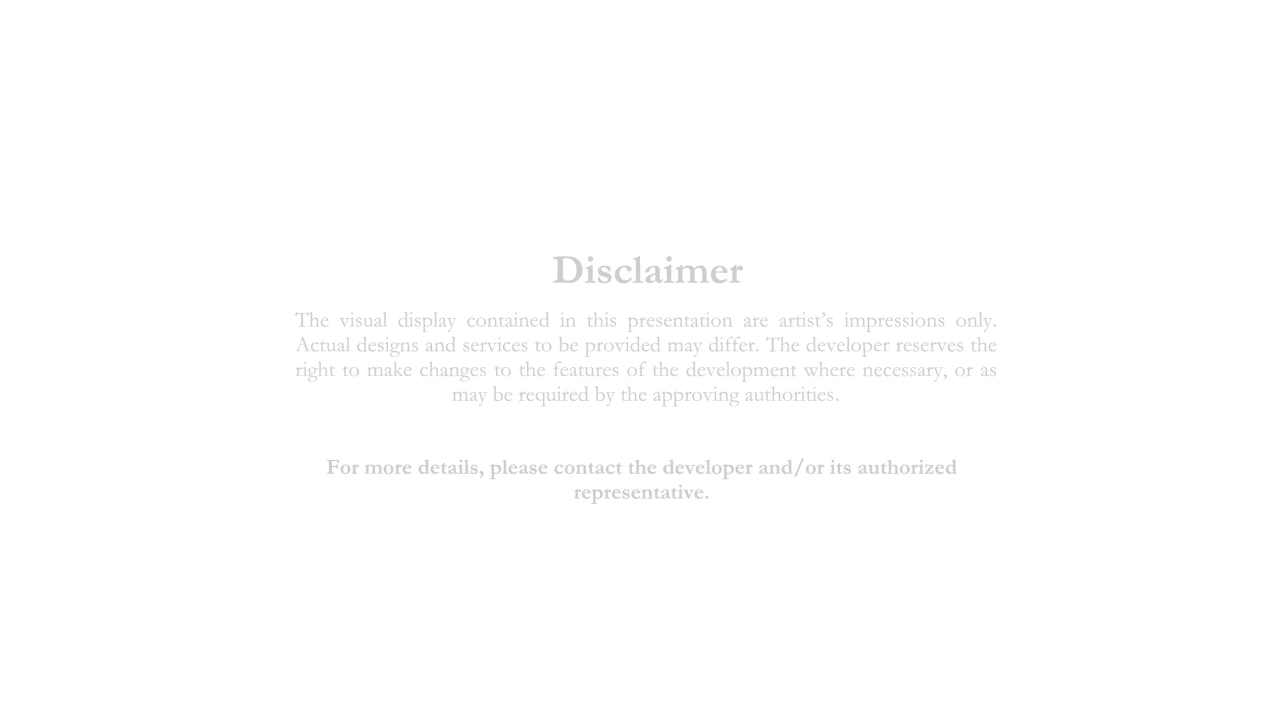 Disclaimer
The visual display contained in this presentation are artist’s impressions only.
Actual designs and services to be provided may differ. The developer reserves the
right to make changes to the features of the development where necessary, or as
may be required by the approving authorities.
For more details, please contact the developer and/or its authorized
representative.